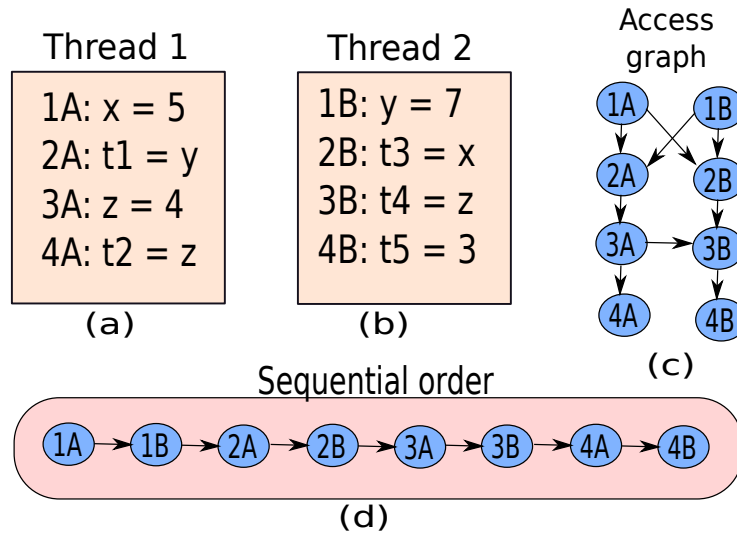 Thread 1
1A: x = 5
2A: t1 = y
3A: z = 4
4A: t2 = z
(a)
Thread 2
1B: y = 7
2B: t3 = x
3B: t4 = z
4B: t5 = 3
(b)
Access
graph
1A 1B
2A 2B
3A 3B
4A 4B
(c)
Sequential order
1A 1B 2A 2B 3A 3B 4A 4B
(d)